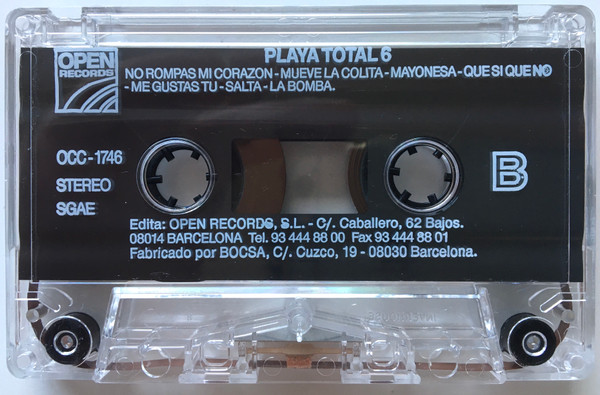 OPEN
RECORDS
PLAYA TOTAL 6
NO ROMPAS MI CORAZON - MUEVE LA COLITA - MAYONESA - QUE SI QUE NO
- ME GUSTAS TU - SALTA - LA BOMBA.
OCC-1746
STEREO
SGAE
B
Edita: OPEN RECORDS, S.L. - C/. Caballero, 62 Bajos.
08014 BARCELONA Tel. 93 444 88 00 Fax 93 444 88 01
Fabricado por BOCSA, C/. Cuzco, 19 - 08030 Barcelona.